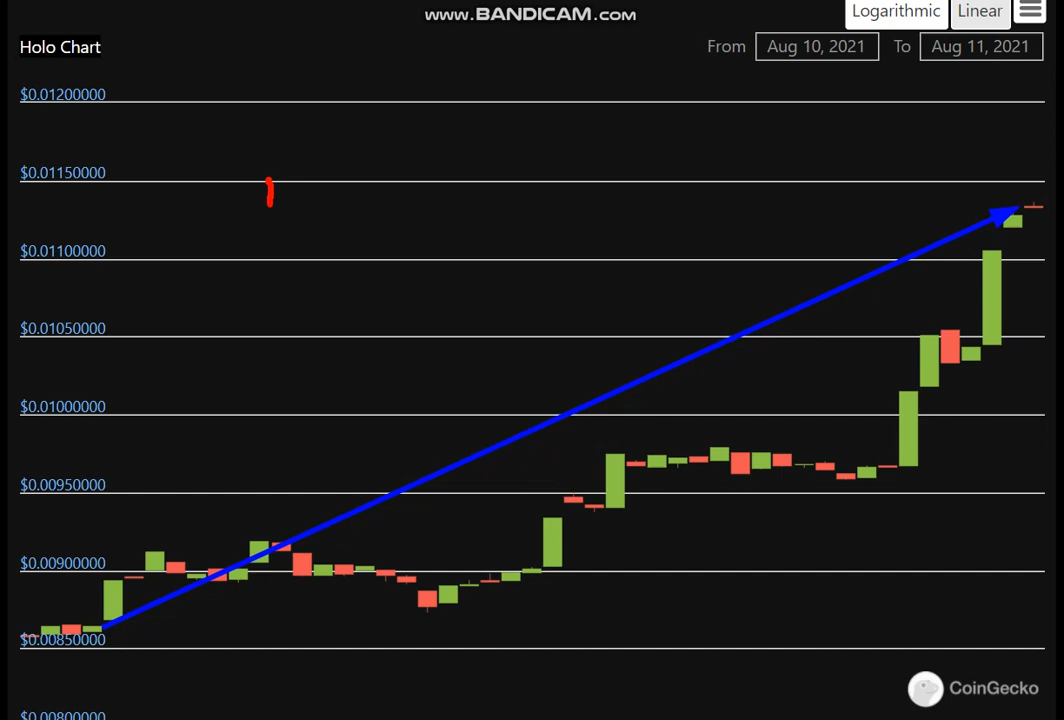 www.BANDICAM.com
Logarithmic Linear
Holo Chart
From Aug 10, 2021 To Aug 11, 2021
$0.01200000
$0.01150000
$0.01100000
$0.01050000
$0.01000000
$0.00950000
$0.00900000
$0.00850000
$0.00800000
CoinGecko